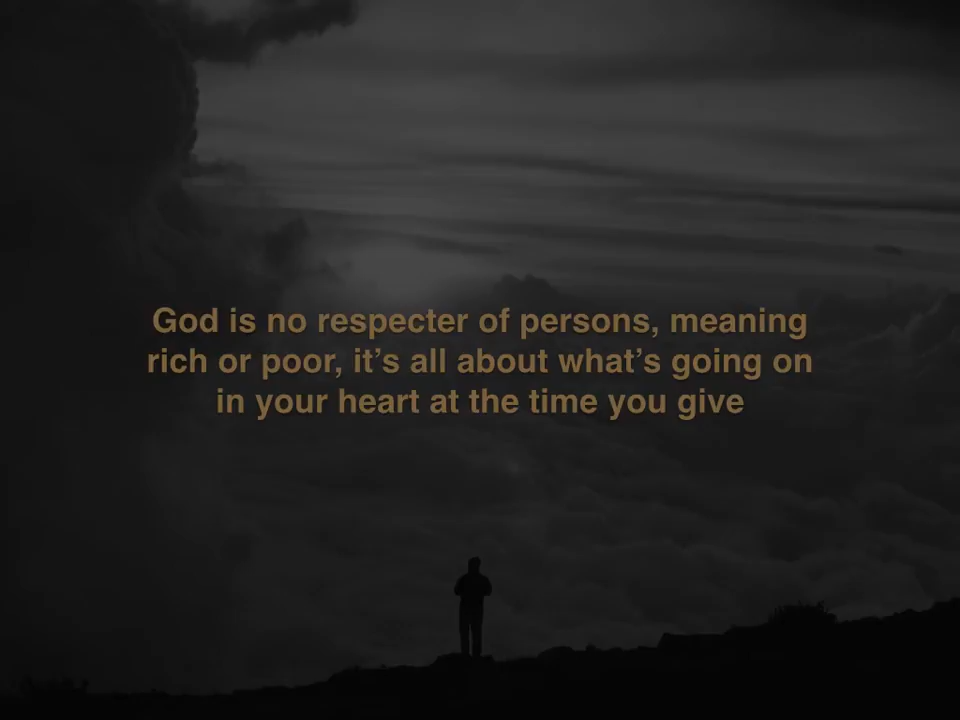 God is no respecter of persons, meaning
rich or poor, it’s all about what’s going on
in your heart at the time you give